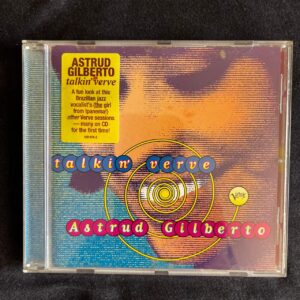 ASTRUD
GILBERTO
talkin' verve
A fun look at this
Brazilian jazz
vocalist's (the girl
from Ipanema!)
other Verve sessions
—many on CD
for the first time!
talkin' verve
Verve
Astrud Gilberto